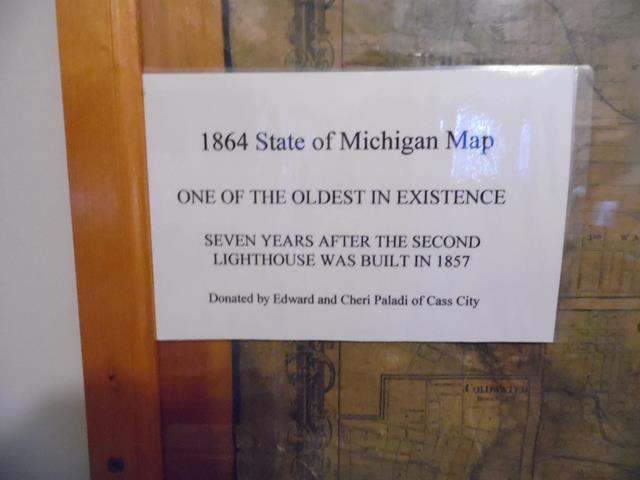 1864 State of Michigan Map
ONE OF THE OLDEST IN EXISTENCE
SEVEN YEARS AFTER THE SECOND
LIGHTHOUSE WAS BUILT IN 1857
Donated by Edward and Cheri Paladi of Cass City
COLDWATER